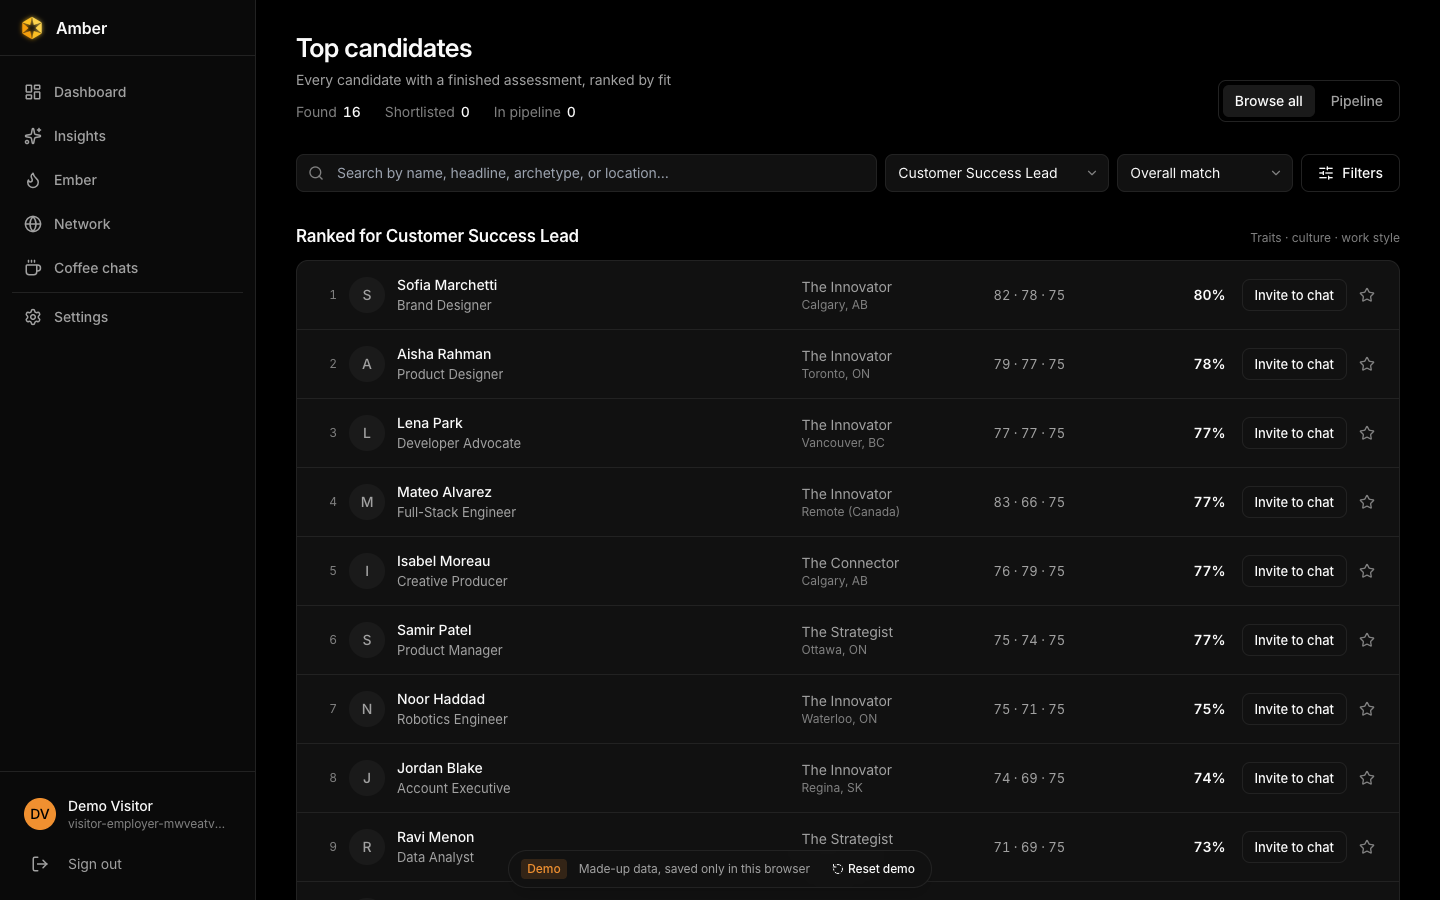 Amber
Dashboard
Insights
Ember
Network
Coffee chats
Settings
DV
Demo Visitor
visitor-employer-mwveatv...
Sign out
Top candidates
Every candidate with a finished assessment, ranked by fit
Found 16 Shortlisted 0 In pipeline 0
Browse all Pipeline
Search by name, headline, archetype, or location...
Customer Success Lead
Overall match
Filters
Ranked for Customer Success Lead
Traits · culture · work style
1 S Sofia Marchetti
Brand Designer
The Innovator
Calgary, AB
82 · 78 · 75 80% Invite to chat
2 A Aisha Rahman
Product Designer
The Innovator
Toronto, ON
79 · 77 · 75 78% Invite to chat
3 L Lena Park
Developer Advocate
The Innovator
Vancouver, BC
77 · 77 · 75 77% Invite to chat
4 M Mateo Alvarez
Full-Stack Engineer
The Innovator
Remote (Canada)
83 · 66 · 75 77% Invite to chat
5 I Isabel Moreau
Creative Producer
The Connector
Calgary, AB
76 · 79 · 75 77% Invite to chat
6 S Samir Patel
Product Manager
The Strategist
Ottawa, ON
75 · 74 · 75 77% Invite to chat
7 N Noor Haddad
Robotics Engineer
The Innovator
Waterloo, ON
75 · 71 · 75 75% Invite to chat
8 J Jordan Blake
Account Executive
The Innovator
Regina, SK
74 · 69 · 75 74% Invite to chat
9 R Ravi Menon
Data Analyst
The Strategist
71 · 69 · 75 73% Invite to chat
Demo Made-up data, saved only in this browser Reset demo